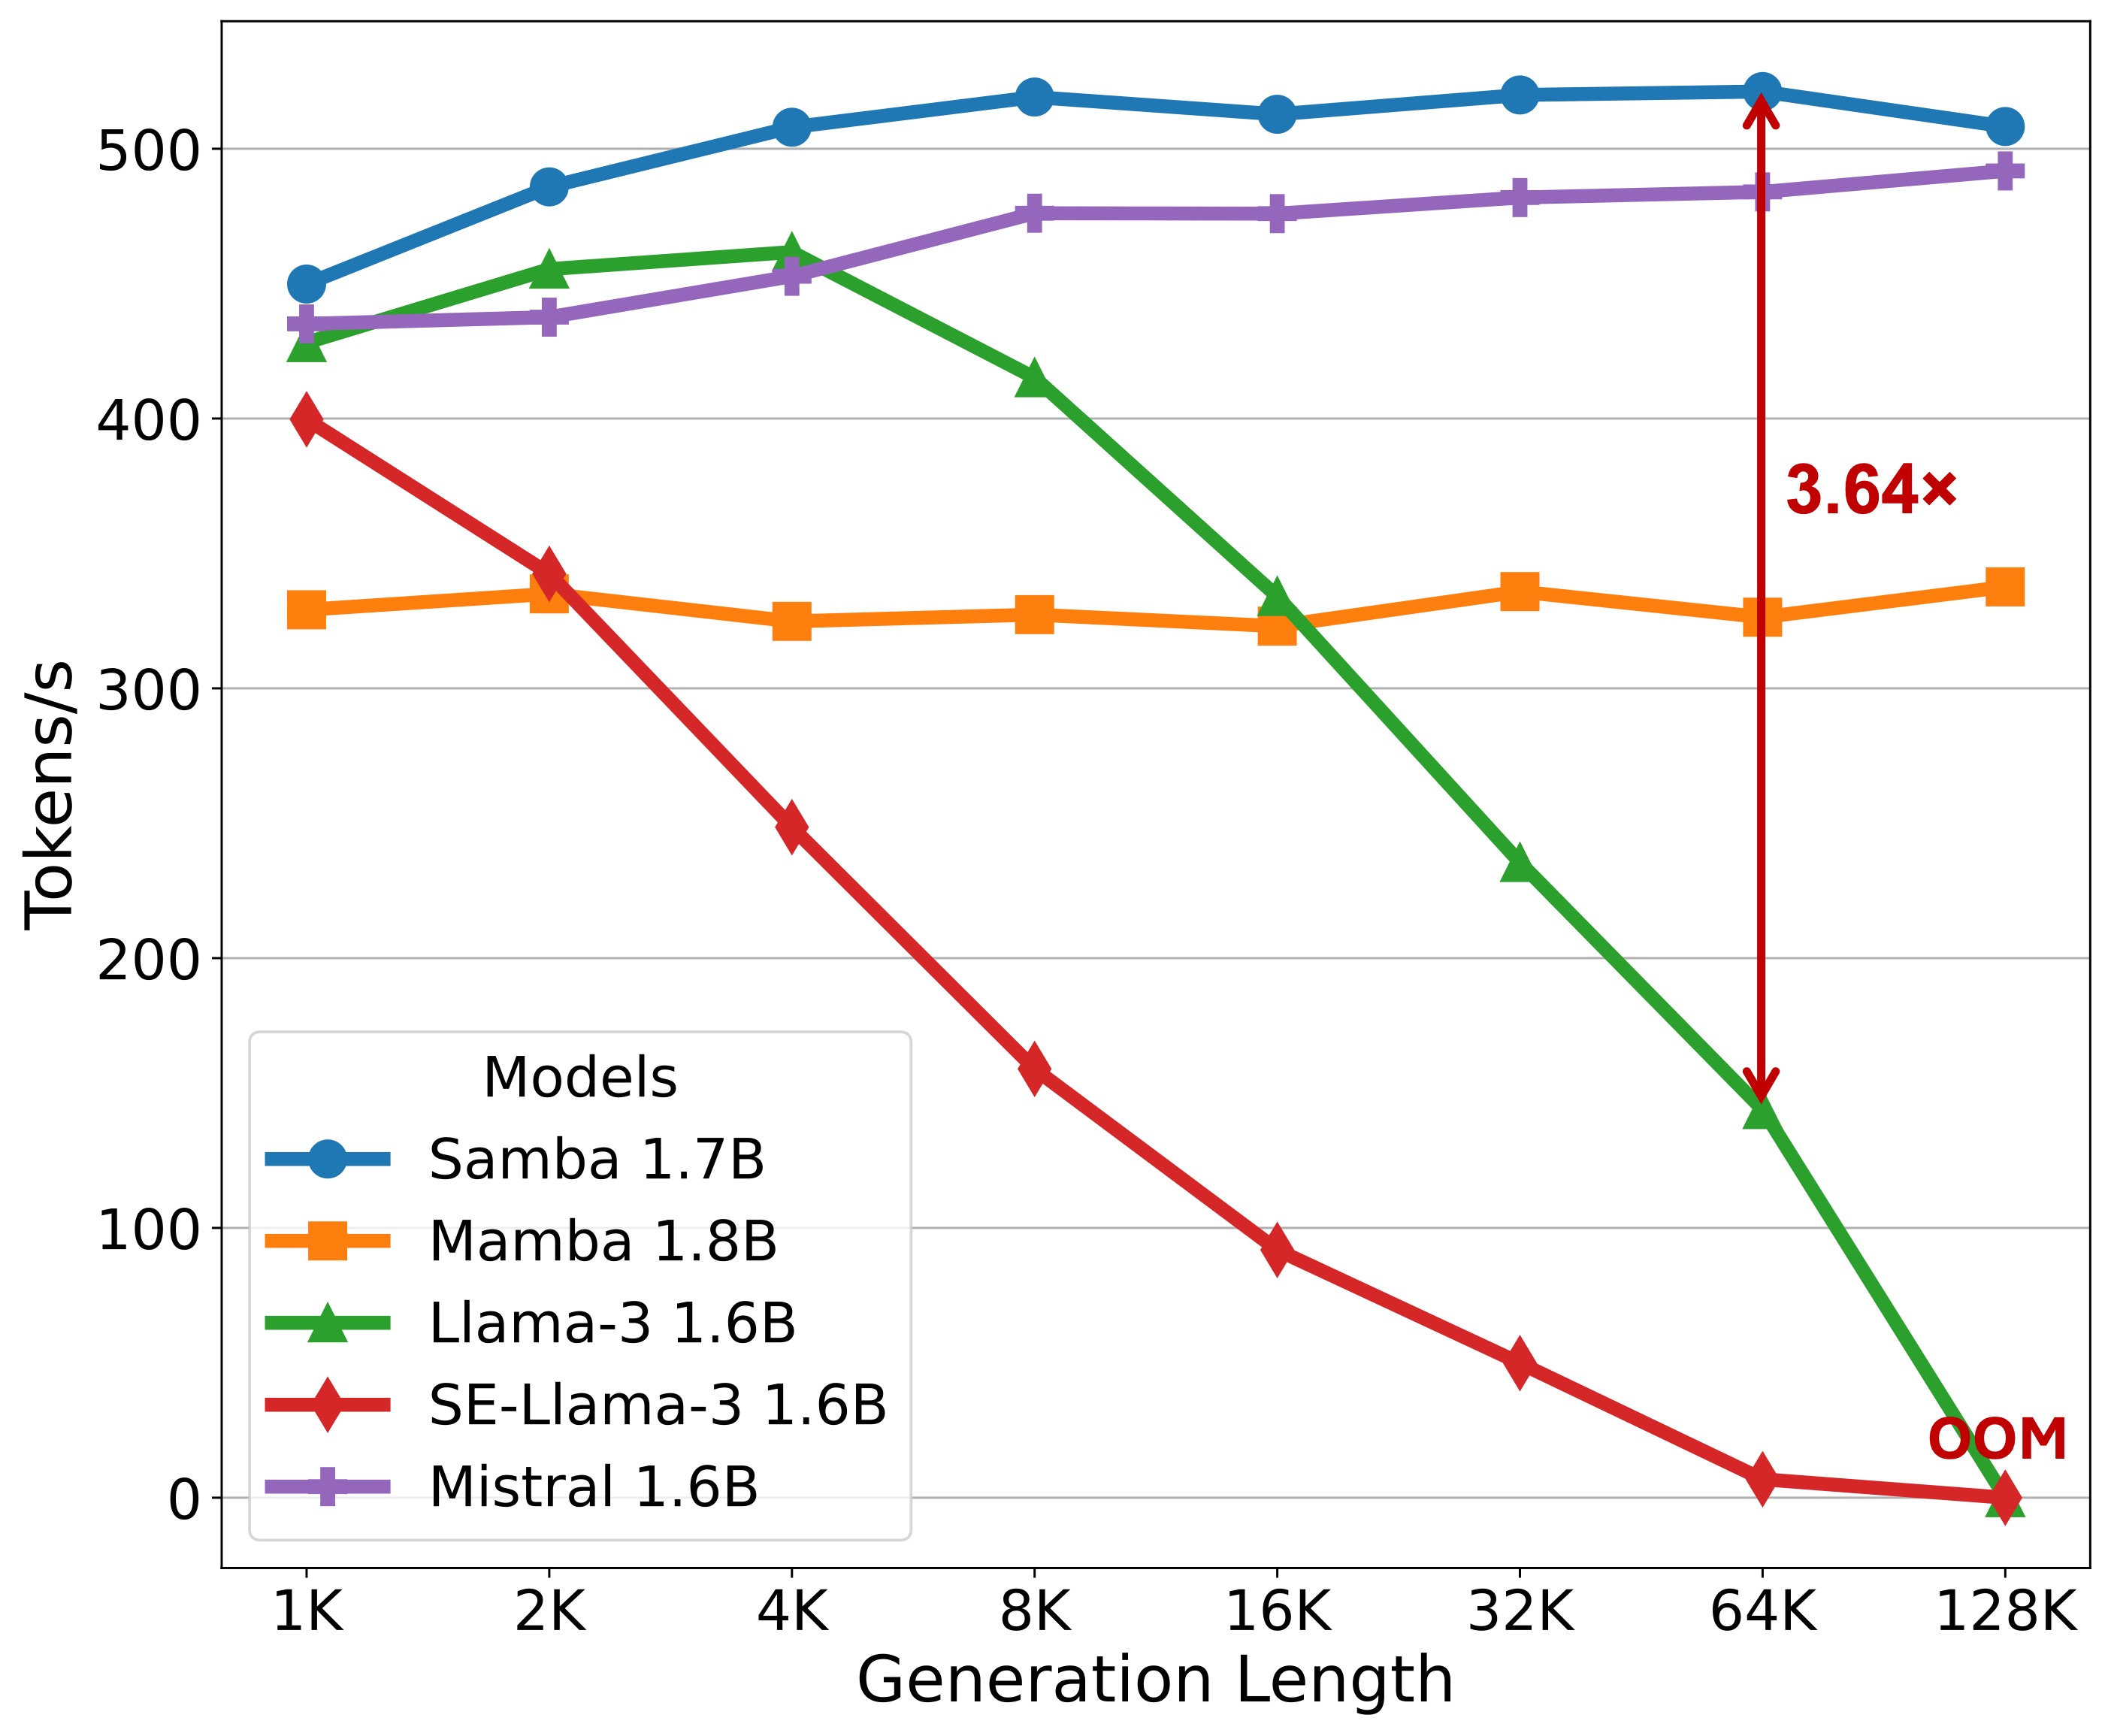 Tokens/s
500
400
300
200
100
0
3.64×
OOM
Models
Samba 1.7B
Mamba 1.8B
Llama-3 1.6B
SE-Llama-3 1.6B
Mistral 1.6B
1K 2K 4K 8K 16K 32K 64K 128K
Generation Length